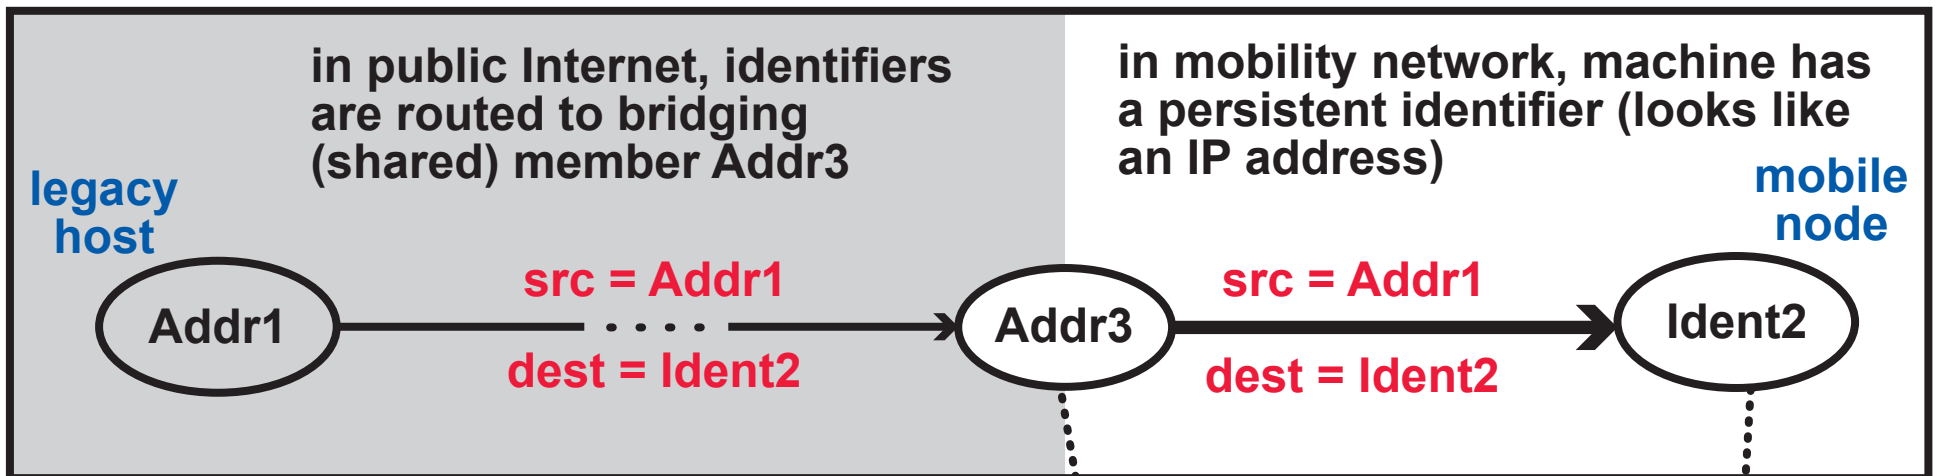 in public Internet, identifiers
are routed to bridging
(shared) member Addr3
in mobility network, machine has
a persistent identifier (looks like
an IP address)
legacy
host
mobile
node
Addr1
src = Addr1
dest = Ident2
Addr3
src = Addr1
dest = Ident2
Ident2